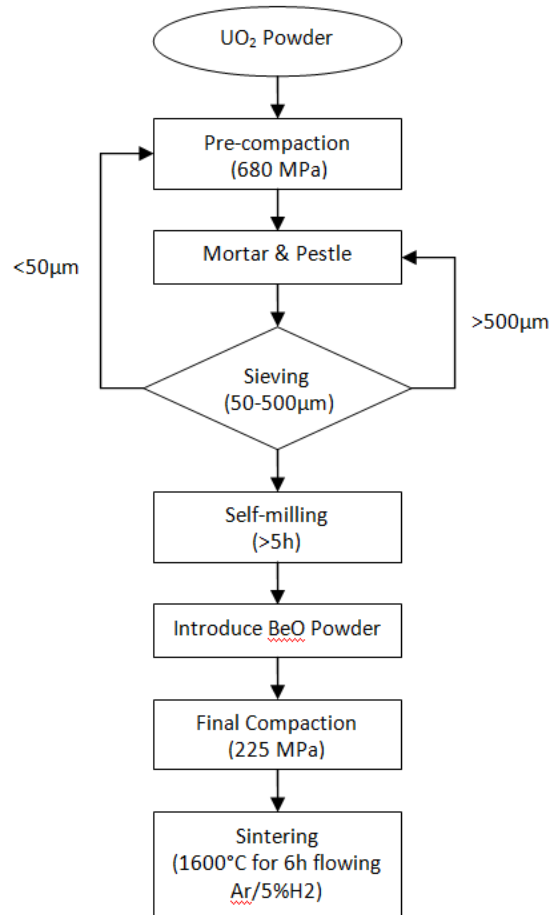 UO₂ Powder
Pre-compaction
(680 MPa)
Mortar & Pestle
<50µm
>500µm
Sieving
(50-500µm)
Self-milling
(>5h)
Introduce BeO Powder
Final Compaction
(225 MPa)
Sintering
(1600°C for 6h flowing
Ar/5%H2)